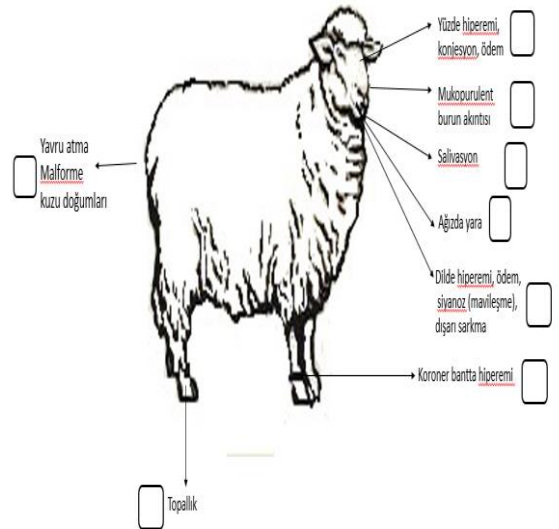 Yüzde hiperemi,
konjesyon, ödem
Mukopurulent
burun akıntısı
Salivasyon
Yavru atma
Malforme
kuzu doğumları
Ağızda yara
Dilde hiperemi, ödem,
siyanoz (mavileşme),
dışarı sarkma
Koroner bantta hiperemi
Topallık